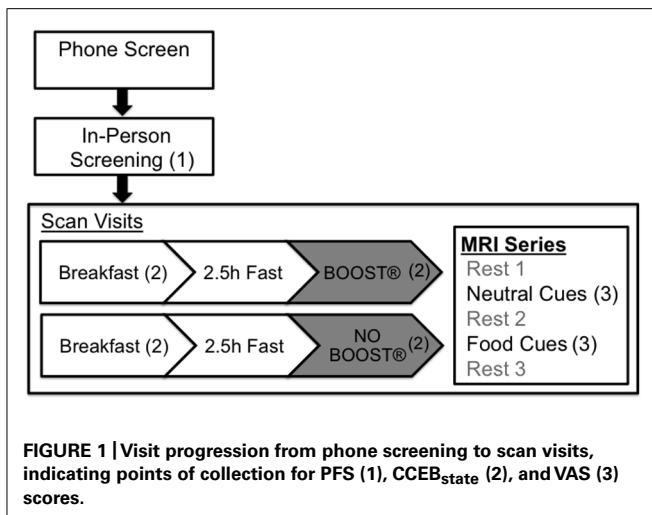 Phone Screen
In-Person
Screening (1)
Scan Visits
Breakfast (2)
2.5h Fast
BOOST® (2)
Breakfast (2)
2.5h Fast
NO
BOOST® (2)
MRI Series
Rest 1
Neutral Cues (3)
Rest 2
Food Cues (3)
Rest 3
FIGURE 1 | Visit progression from phone screening to scan visits,
indicating points of collection for PFS (1), CCEBstate (2), and VAS (3)
scores.